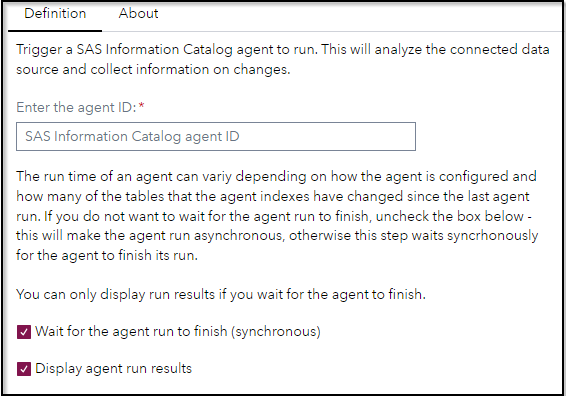 Definition About
Trigger a SAS Information Catalog agent to run. This will analyze the connected data
source and collect information on changes.
Enter the agent ID:*
SAS Information Catalog agent ID
The run time of an agent can variy depending on how the agent is configured and
how many of the tables that the agent indexes have changed since the last agent
run. If you do not want to wait for the agent run to finish, uncheck the box below -
this will make the agent run asynchronous, otherwise this step waits syncrhonously
for the agent to finish its run.
You can only display run results if you wait for the agent to finish.
Wait for the agent run to finish (synchronous)
Display agent run results